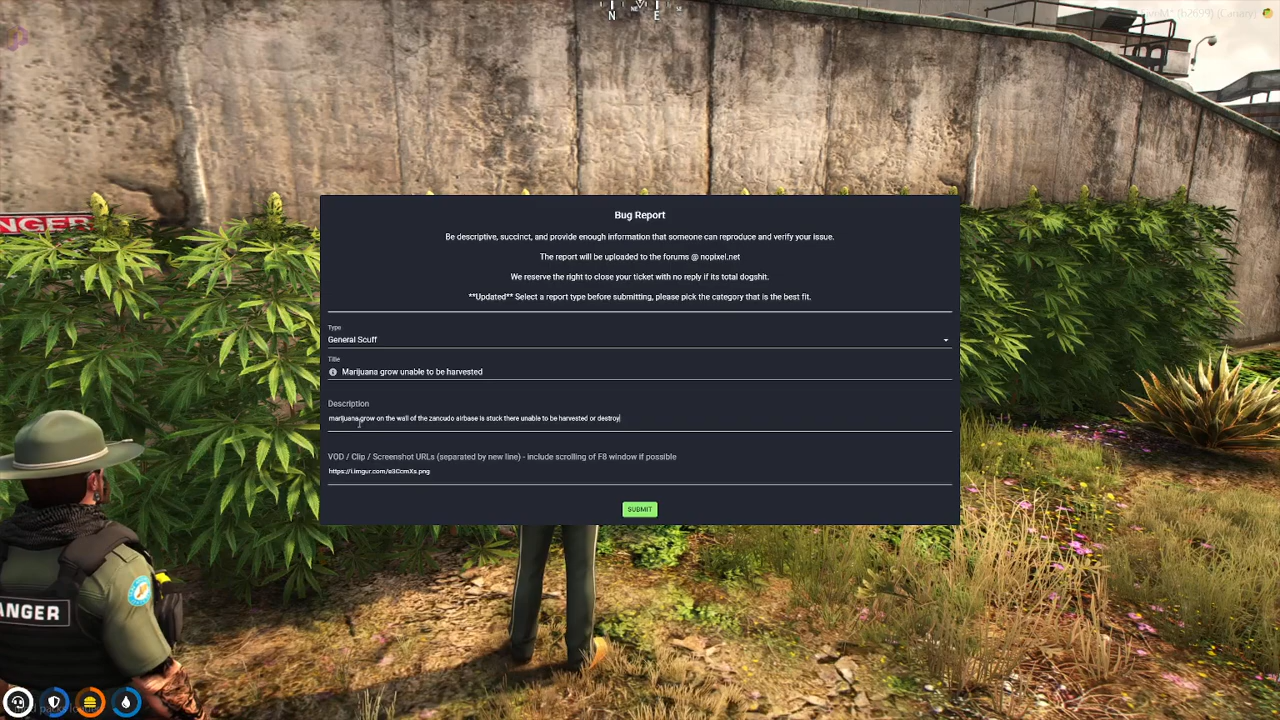 N E
FiveM* (b2699) [Canary]
NGER
Bug Report
Be descriptive, succinct, and provide enough information that someone can reproduce and verify your issue.
The report will be uploaded to the forums @ nopixel.net
We reserve the right to close your ticket with no reply if its total dogshit.
**Updated** Select a report type before submitting, please pick the category that is the best fit.
Type
General Scuff
Title
Marijuana grow unable to be harvested
Description
marijuana grow on the wall of the zancudo airbase is stuck there unable to be harvested or destroy
VOD / Clip / Screenshot URLs (separated by new line) - include scrolling of F8 window if possible
SUBMIT
ANGER